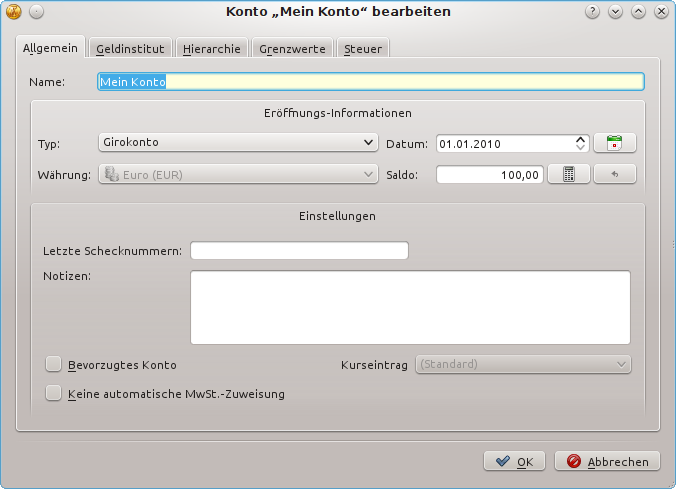 Konto „Mein Konto“ bearbeiten
?
Allgemein Geldinstitut Hierarchie Grenzwerte Steuer
Name: Mein Konto
Eröffnungs-Informationen
Typ: Girokonto Datum: 01.01.2010
Währung: Euro (EUR) Saldo: 100,00
Einstellungen
Letzte Schecknummern:
Notizen:
Bevorzugtes Konto Kurseintrag (Standard)
Keine automatische MwSt.-Zuweisung
OK Abbrechen